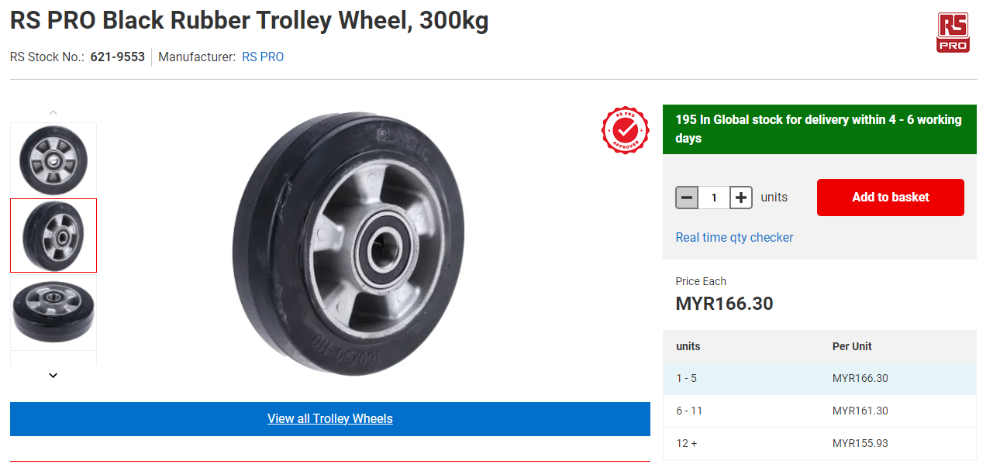 RS PRO Black Rubber Trolley Wheel, 300kg
RS
PRO
RS Stock No.: 621-9553 Manufacturer: RS PRO
RS PRO
APPROVED
ELASTIC
160/50-110
195 In Global stock for delivery within 4 - 6 working
days
1 units
Add to basket
Real time qty checker
Price Each
MYR166.30
units Per Unit
1 - 5 MYR166.30
6 - 11 MYR161.30
12 + MYR155.93
View all Trolley Wheels